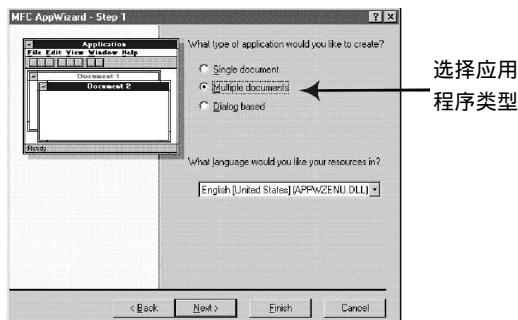 MFC AppWizard - Step 1
Application
File Edit View Window Help
Document 1
Document 2
Ready
What type of application would you like to create?
Single document
Multiple documents
Dialog based
选择应用
程序类型
What language would you like your resources in?
English [United States] (APPWZENU.DLL)
< Back
Next >
Finish
Cancel